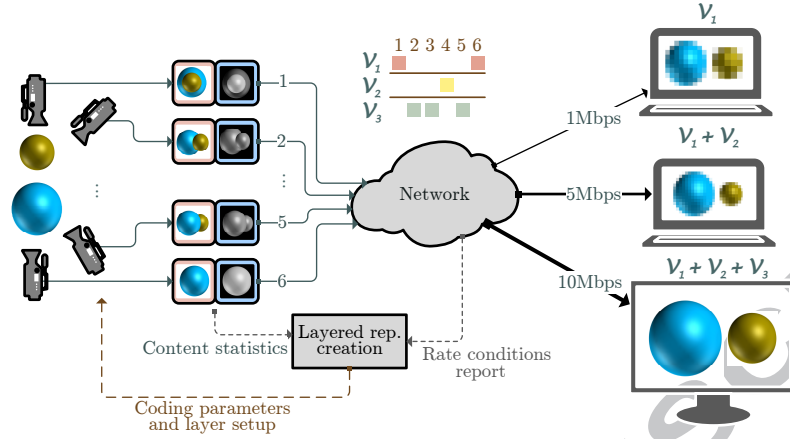 1 2 3 4 5 6
𝒱₁
𝒱₂
𝒱₃
1
2
⋮
5
6
...
Network
1Mbps
5Mbps
10Mbps
𝒱₁
𝒱₁ + 𝒱₂
𝒱₁ + 𝒱₂ + 𝒱₃
Layered rep.
creation
Content statistics
Rate conditions
report
Coding parameters
and layer setup